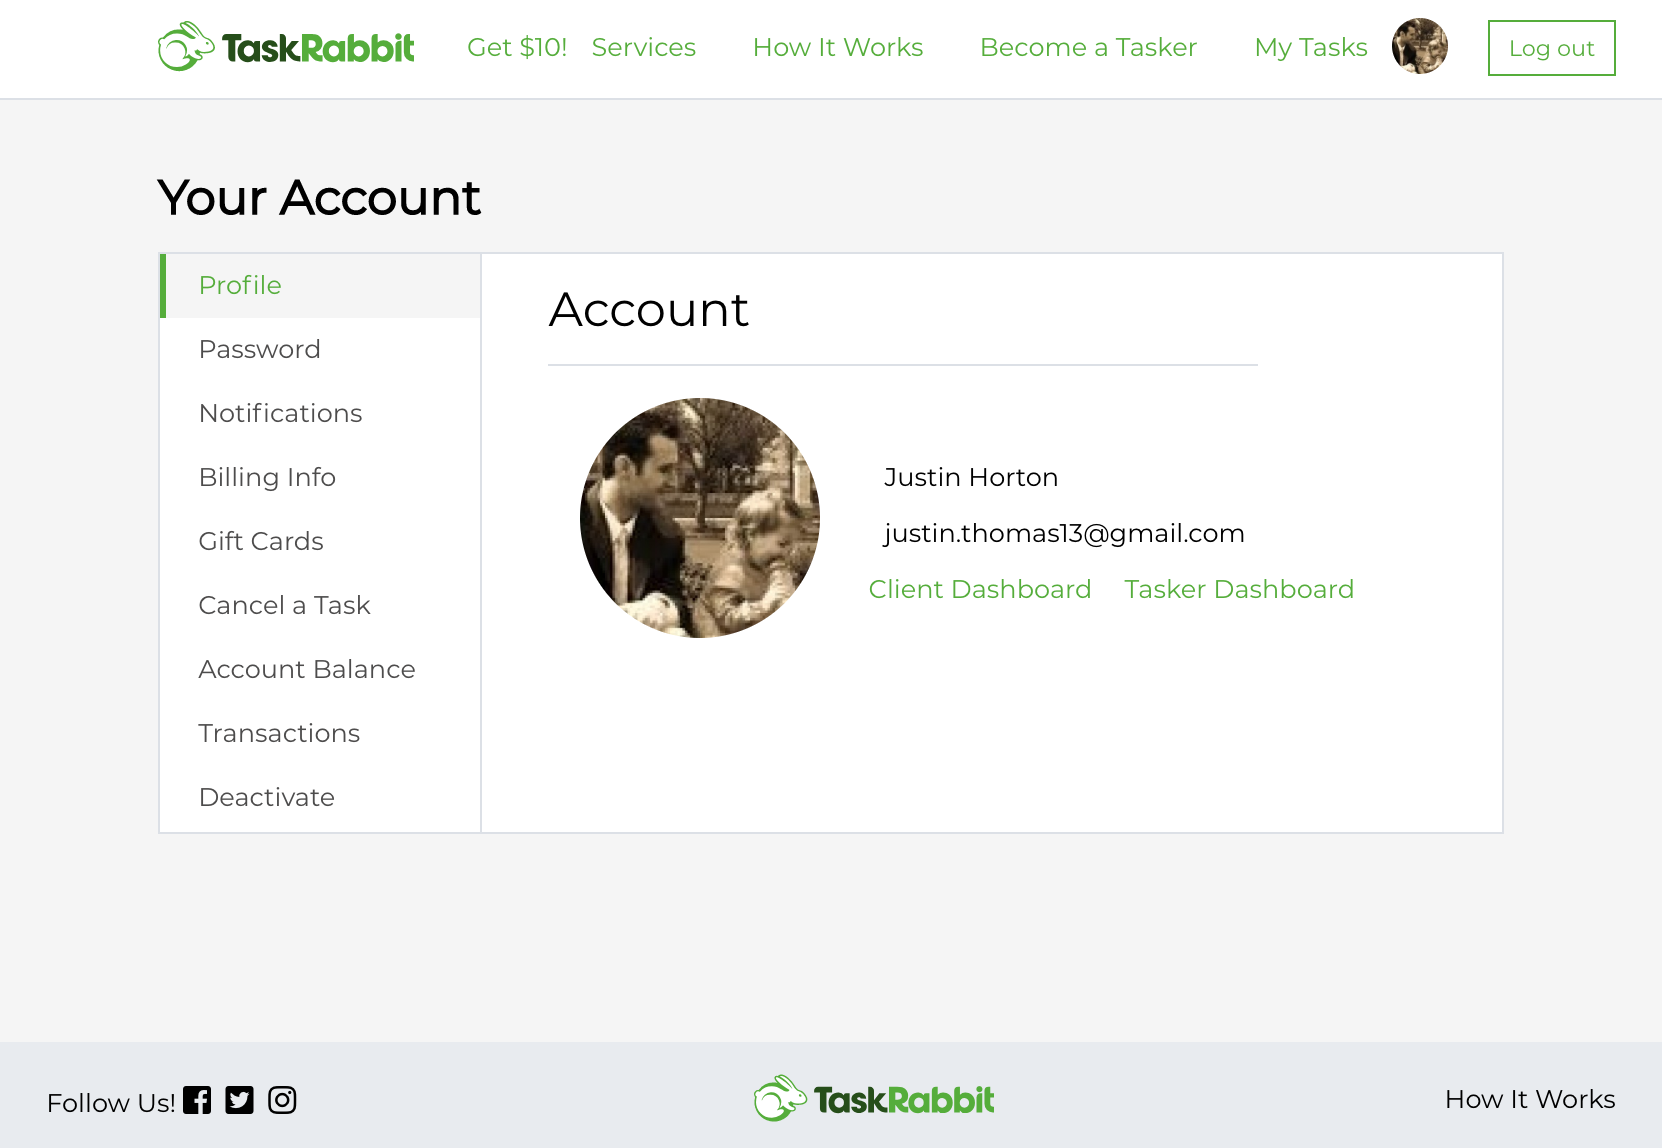 TaskRabbit Get $10! Services How It Works Become a Tasker My Tasks Log out
Your Account
Profile
Password
Notifications
Billing Info
Gift Cards
Cancel a Task
Account Balance
Transactions
Deactivate
Account
Justin Horton
justin.thomas13@gmail.com
Client Dashboard Tasker Dashboard
Follow Us! TaskRabbit How It Works